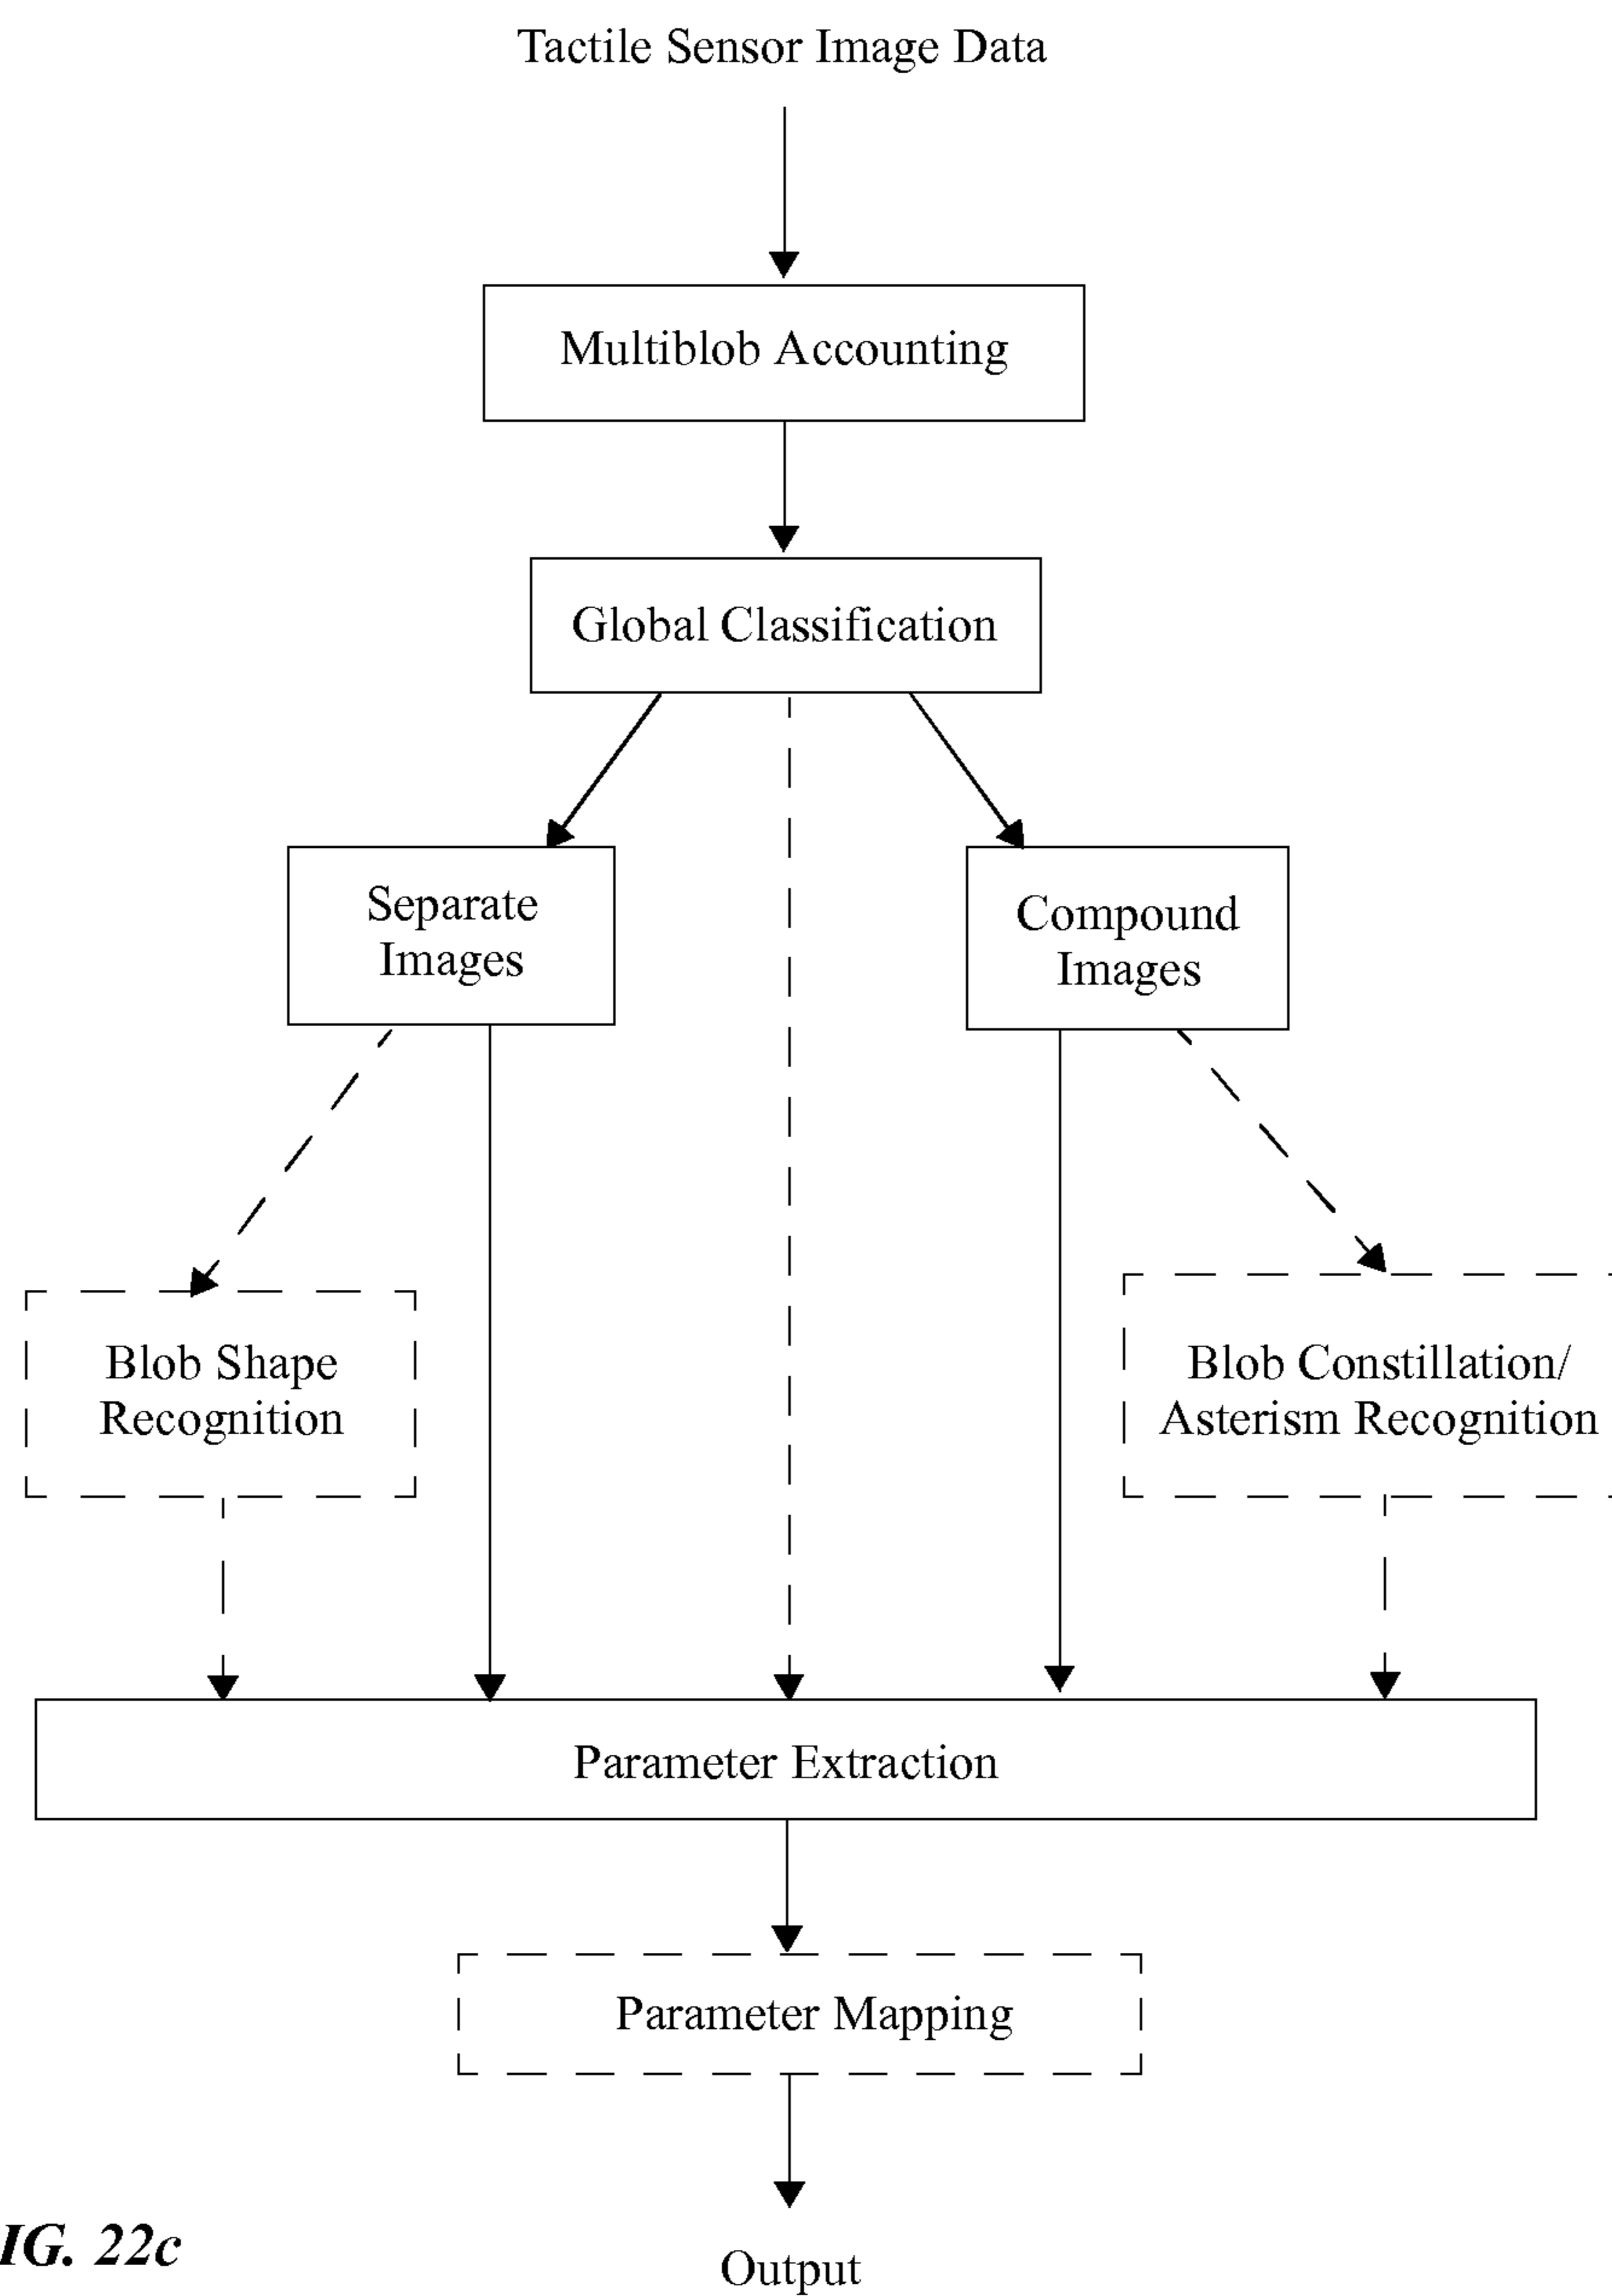 Tactile Sensor Image Data
Multiblob Accounting
Global Classification
Separate
Images
Compound
Images
Blob Shape
Recognition
Blob Constillation/
Asterism Recognition
Parameter Extraction
Parameter Mapping
IG. 22c
Output